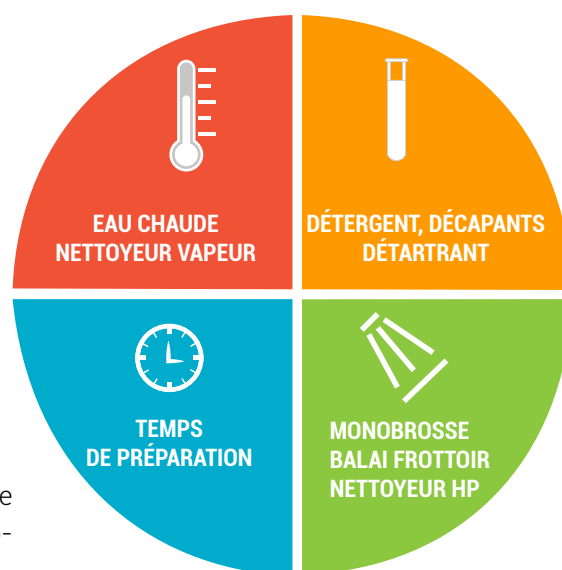 EAU CHAUDE
NETTOYEUR VAPEUR
DÉTERGENT, DÉCAPANTS
DÉTARTRANT
TEMPS
DE PRÉPARATION
MONOBROSSE
BALAI FROTTOIR
NETTOYEUR HP
e
-